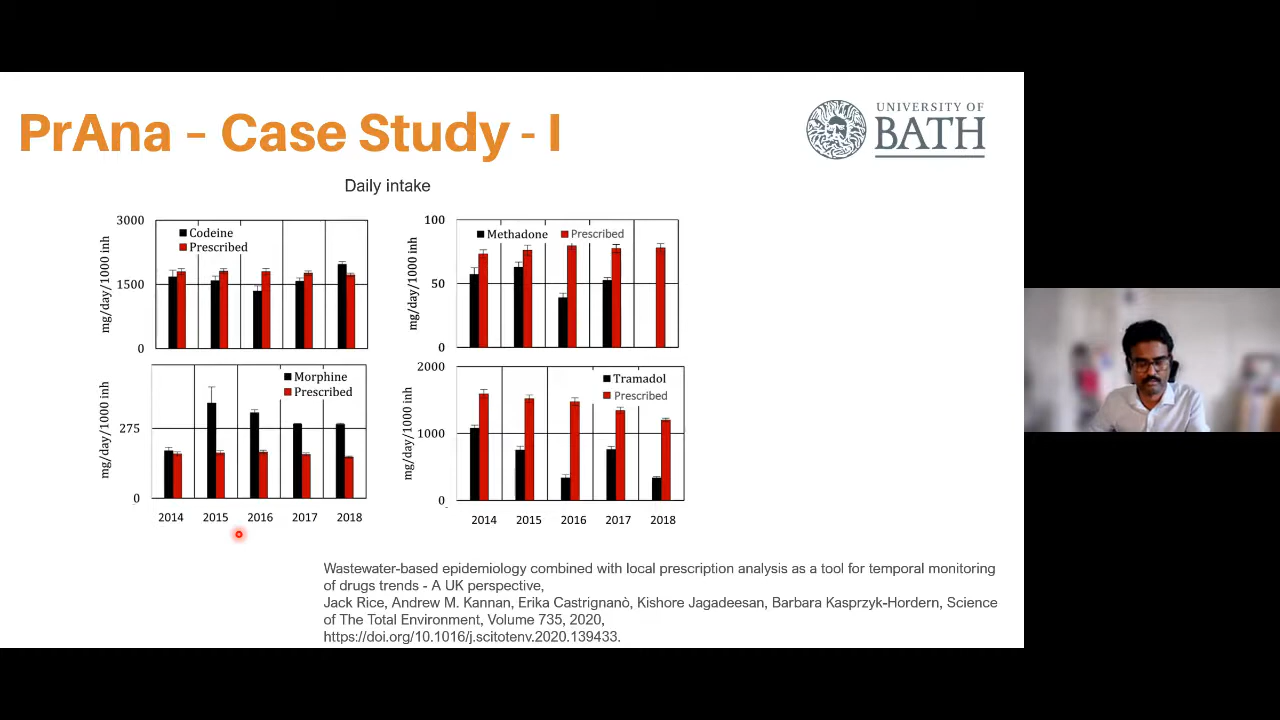 PrAna – Case Study - I
UNIVERSITY OF
BATH
Daily intake
3000
1500
0
mg/day/1000 inh
Codeine
Prescribed
100
50
0
mg/day/1000 inh
Methadone
Prescribed
275
0
mg/day/1000 inh
Morphine
Prescribed
2014 2015 2016 2017 2018
2000
1000
0
mg/day/1000 inh
Tramadol
Prescribed
2014 2015 2016 2017 2018
Wastewater-based epidemiology combined with local prescription analysis as a tool for temporal monitoring
of drugs trends - A UK perspective,
Jack Rice, Andrew M. Kannan, Erika Castrignanò, Kishore Jagadeesan, Barbara Kasprzyk-Hordern, Science
of The Total Environment, Volume 735, 2020,
https://doi.org/10.1016/j.scitotenv.2020.139433.